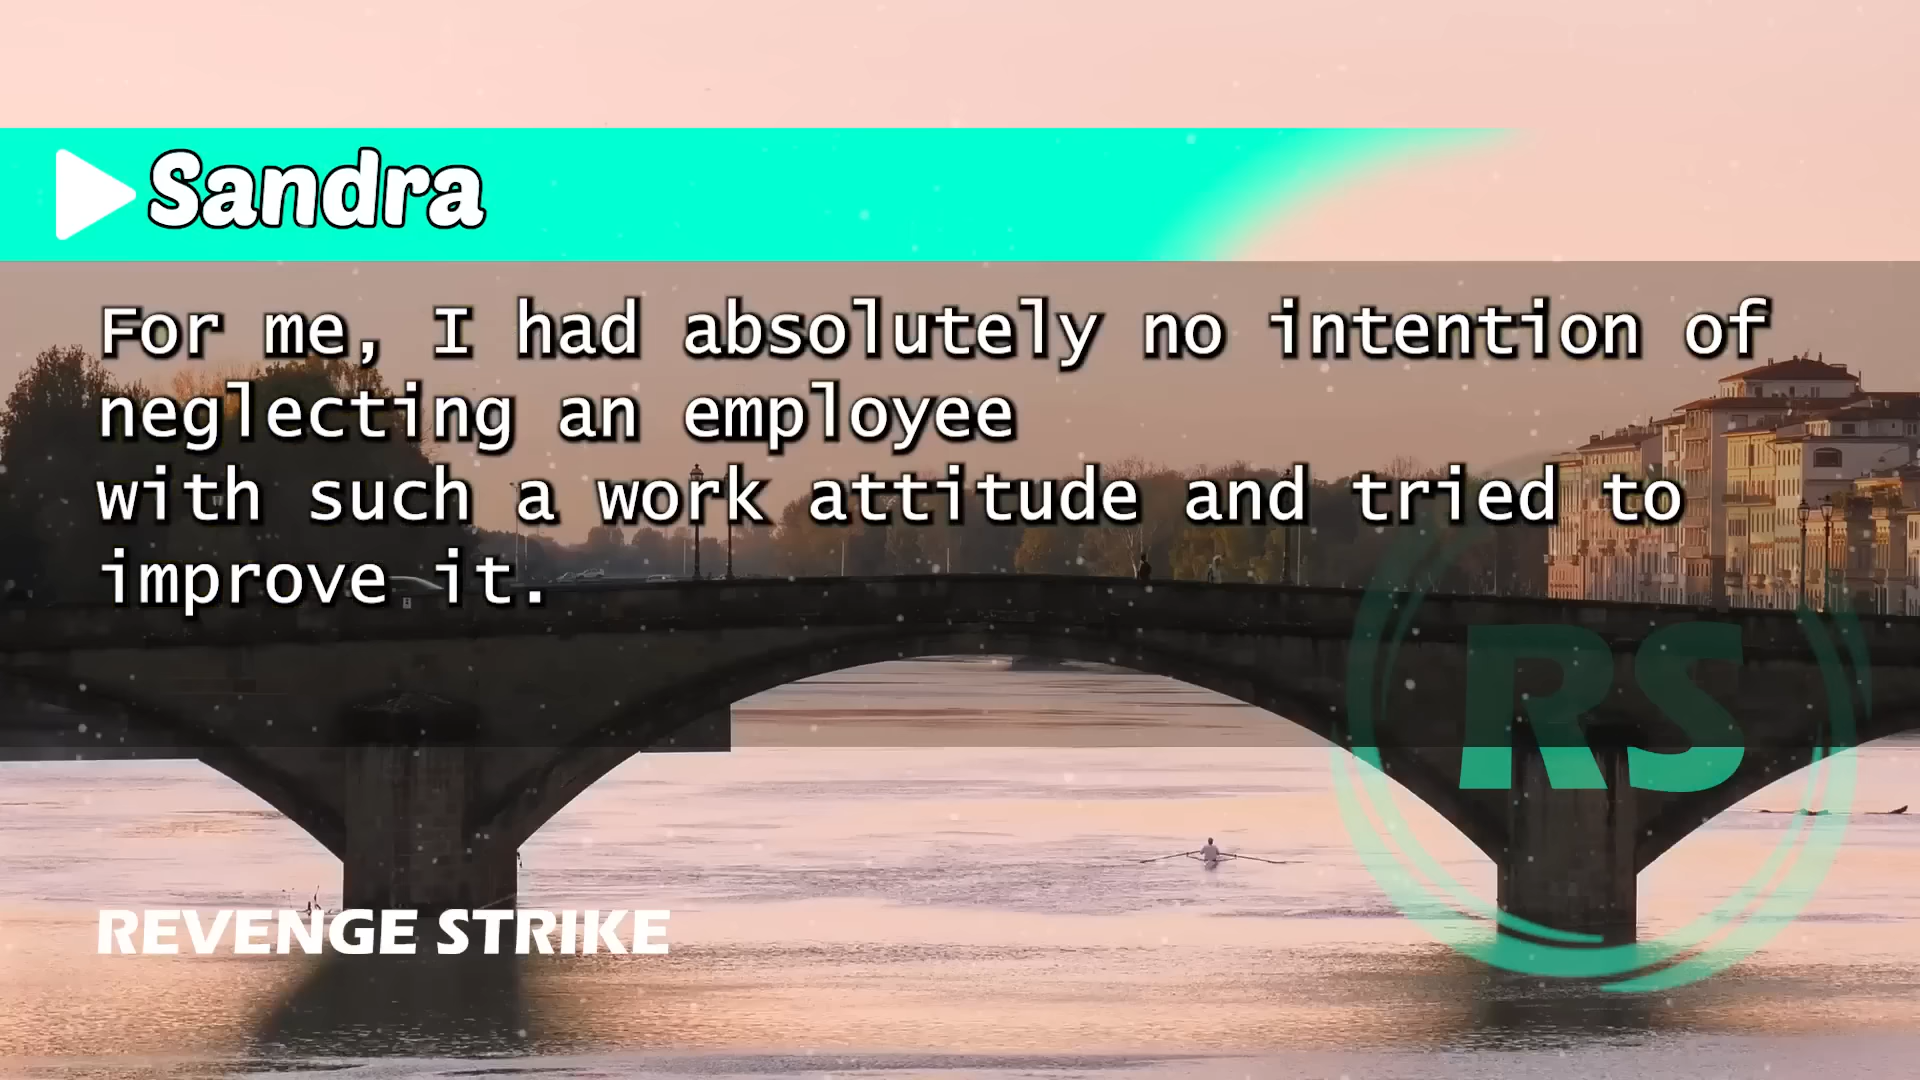 Sandra
For me, I had absolutely no intention of
neglecting an employee
with such a work attitude and tried to
improve it.
RS
REVENGE STRIKE